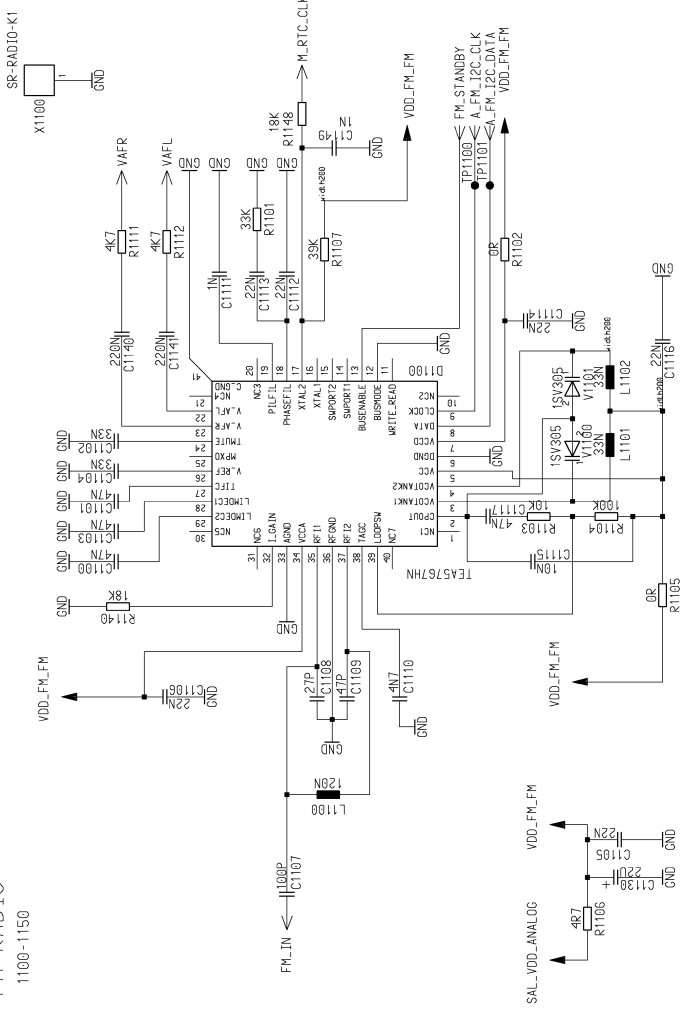 FM RADIO
1100-1150
SR-RADIO-K1
X1100
1
GND
M_RTC_CLK
18K
R1148
1N
C1149
GND
VDD_FM_FM
VAFR
4K7
R1111
220N
C1140
VAFL
4K7
R1112
220N
C1141
GND
GND
1N
C1111
GND
33K
R1101
22N
C1113
GND
22N
C1112
39K
R1107
width200
FM_STANDBY
A_FM_I2C_CLK
A_FM_I2C_DATA
VDD_FM_FM
TP1100
TP1101
0R
R1102
22N
C1114
GND
GND
33N
C1102
GND
33N
C1104
GND
47N
C1101
GND
47N
C1103
GND
47N
C1100
GND
18K
R1140
D1100
TEA5767HN
41
C_GND
20
NC3
19
PILFIL
18
PHASEFIL
17
XTAL2
16
XTAL1
15
SWPORT2
14
SWPORT1
13
BUSENABLE
12
BUSMODE
11
WRITE_READ
21
NC4
22
V_AFL
23
V_AFR
24
TMUTE
25
MPXO
26
V_REF
27
TIFC
28
LIMDEC1
29
LIMDEC2
30
NC5
31
NC6
32
I_GAIN
33
AGND
34
VCCA
35
RFI1
36
RFGND
37
RFI2
38
TAGC
39
LOOPSW
40
NC7
10
NC2
9
CLOCK
8
DATA
7
VCCD
6
DGND
5
VCC
4
VCOTANK2
3
VCOTANK1
2
CPOUT
1
NC1
GND
GND
1SV305
V1101
1
2
1SV305
V1100
1
2
33N
L1102
33N
L1101
width200
width200
22N
C1116
GND
47N
C1117
10K
R1103
100K
R1104
10N
C1115
0R
R1105
VDD_FM_FM
VDD_FM_FM
C1106
22N
GND
GND
27P
C1108
47P
C1109
GND
4N7
C1110
GND
120N
L1100
100P
C1107
FM_IN
SAL_VDD_ANALOG
4R7
R1106
VDD_FM_FM
22N
C1105
GND
+
22U
C1130
GND